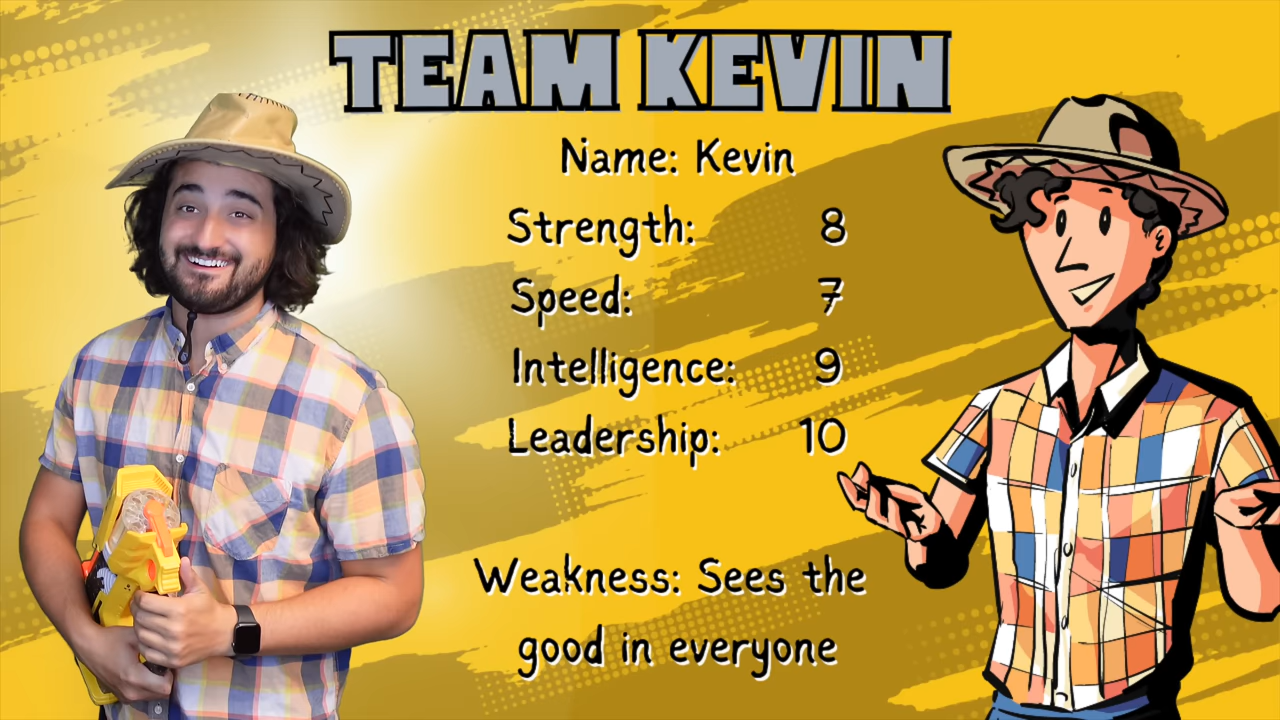 TEAM KEVIN
Name: Kevin
Strength: 8
Speed: 7
Intelligence: 9
Leadership: 10
Weakness: Sees the
good in everyone